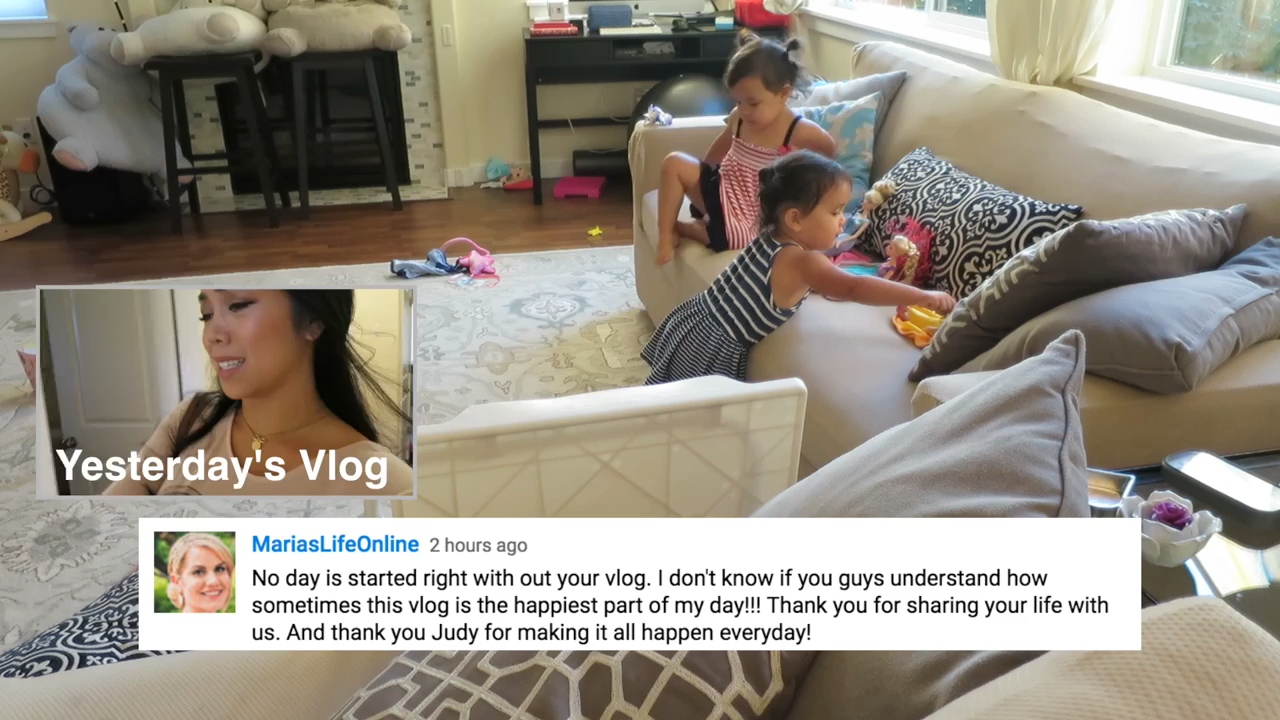 Yesterday's Vlog
MariasLifeOnline 2 hours ago
No day is started right with out your vlog. I don't know if you guys understand how
sometimes this vlog is the happiest part of my day!!! Thank you for sharing your life with
us. And thank you Judy for making it all happen everyday!